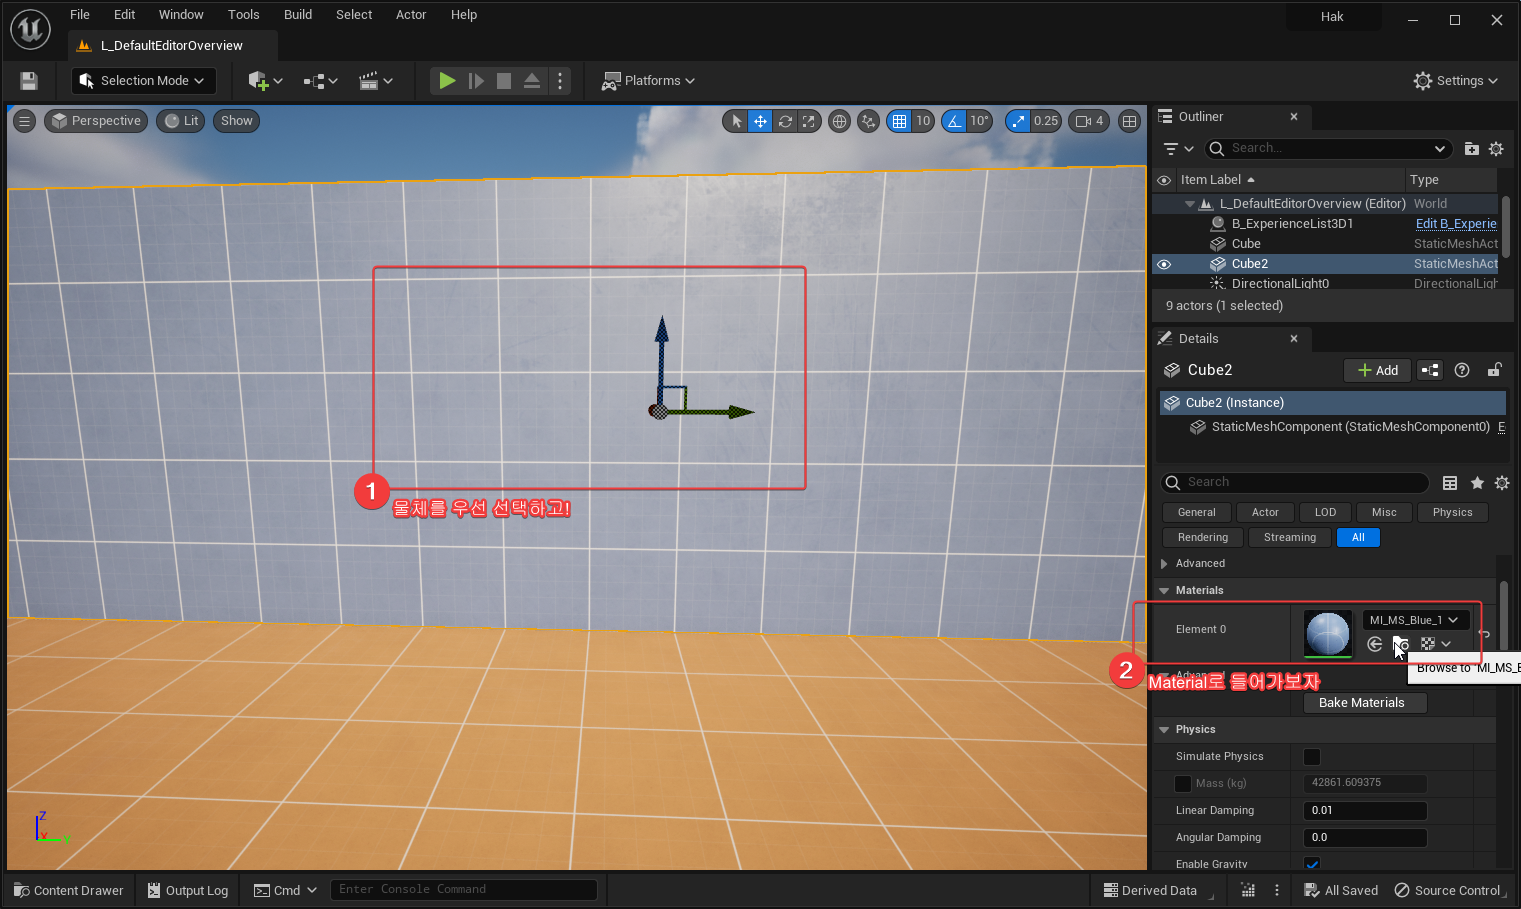 File Edit Window Tools Build Select Actor Help
Hak
L_DefaultEditorOverview
Selection Mode
Platforms
Settings
Perspective
Lit
Show
10
10°
0.25
4
Outliner
Search...
Item Label
Type
L_DefaultEditorOverview (Editor)
World
B_ExperienceList3D1
Edit B_Experie
Cube
StaticMeshAct
Cube2
StaticMeshAct
DirectionalLight0
DirectionalLigh
9 actors (1 selected)
Details
Cube2
Add
Cube2 (Instance)
StaticMeshComponent (StaticMeshComponent0)
E
Search
General Actor LOD Misc Physics
Rendering Streaming All
Advanced
Materials
Element 0
MI_MS_Blue_1
Browse to 'MI_MS_B
1
물체를 우선 선택하고!
2
Material로 들어가보자
Bake Materials
Physics
Simulate Physics
Mass (kg)
42861.609375
Linear Damping
0.01
Angular Damping
0.0
Enable Gravity
Z
X
Y
Content Drawer
Output Log
Cmd
Enter Console Command
Derived Data
All Saved
Source Control